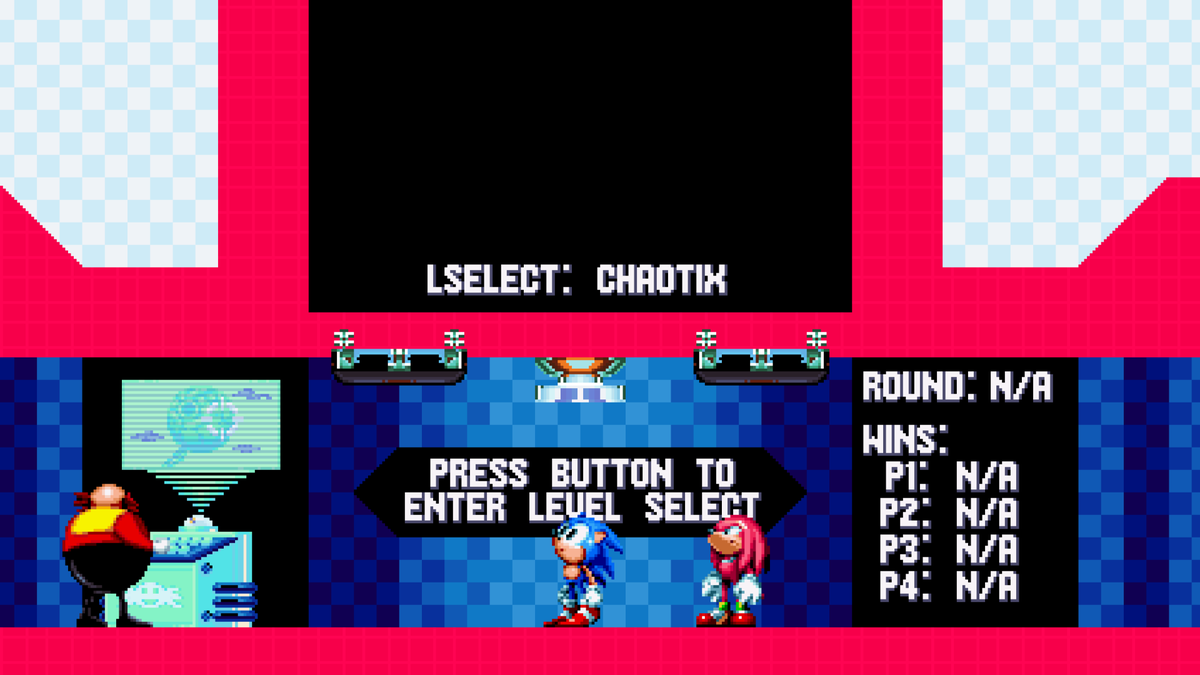 LSELECT: CHAOTIX
PRESS BUTTON TO
ENTER LEVEL SELECT
ROUND: N/A
WINS:
P1: N/A
P2: N/A
P3: N/A
P4: N/A